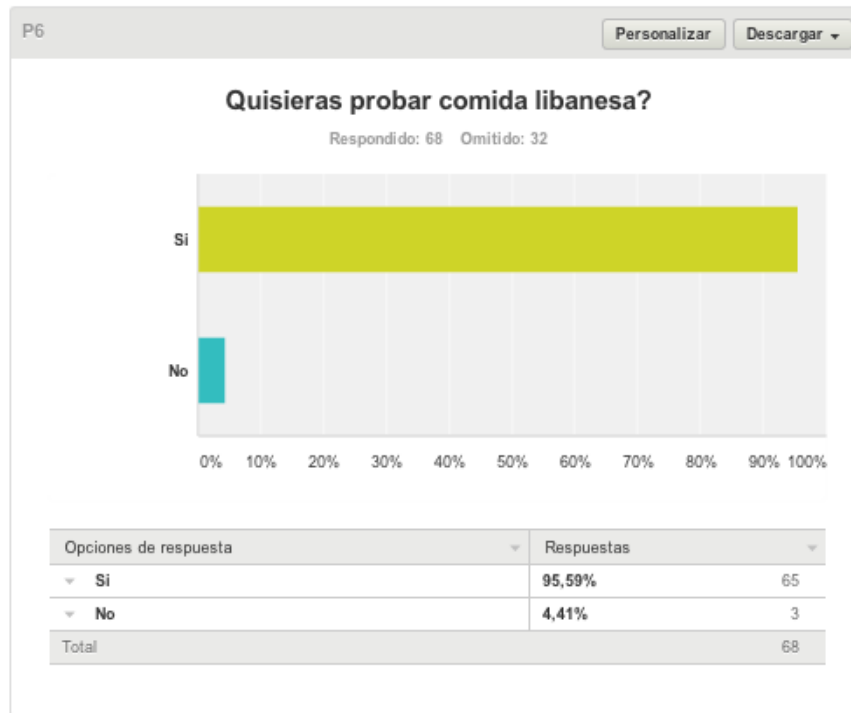 P6 Personalizar Descargar
Quisieras probar comida libanesa?
Respondido: 68 Omitido: 32
Si
No
0% 10% 20% 30% 40% 50% 60% 70% 80% 90% 100%
Opciones de respuesta Respuestas
Si 95,59% 65
No 4,41% 3
Total 68